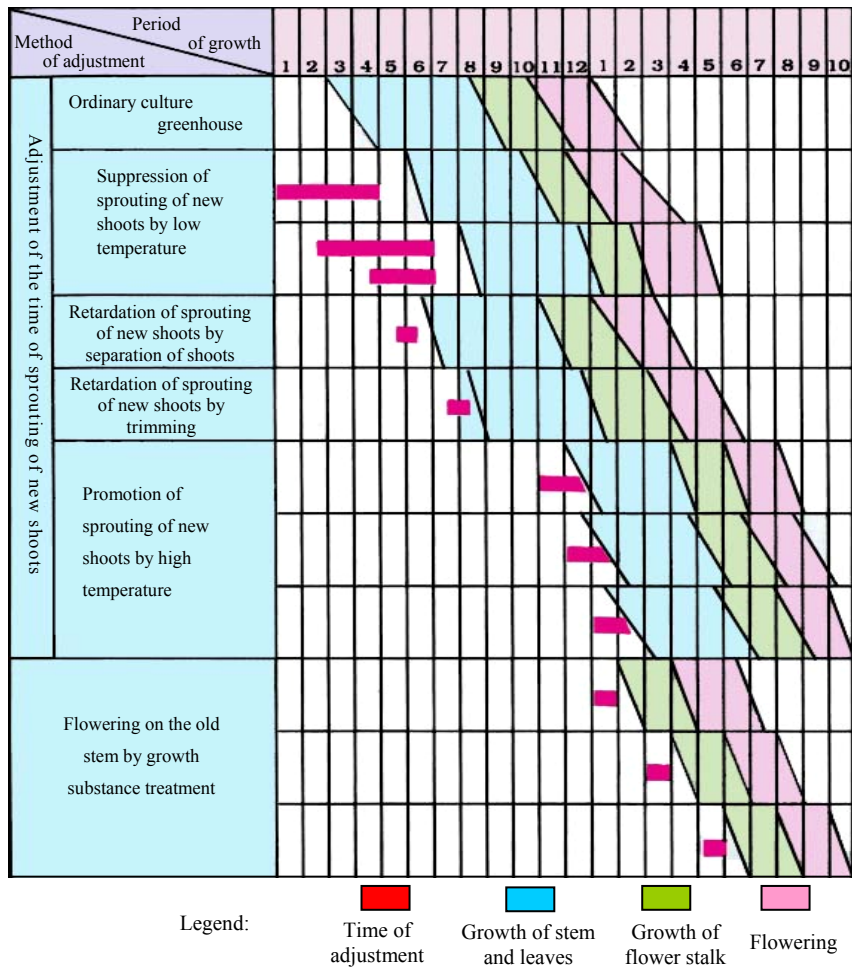 Period
of growth
Method
of adjustment
1 2 3 4 5 6 7 8 9 10 11 12 1 2 3 4 5 6 7 8 9 10
Adjustment of the time of sprouting of new shoots
Ordinary culture
greenhouse
Suppression of
sprouting of new
shoots by low
temperature
Retardation of sprouting
of new shoots by
separation of shoots
Retardation of sprouting
of new shoots by
trimming
Promotion of
sprouting of new
shoots by high
temperature
Flowering on the old
stem by growth
substance treatment
Legend:
Time of
adjustment
Growth of stem
and leaves
Growth of
flower stalk
Flowering